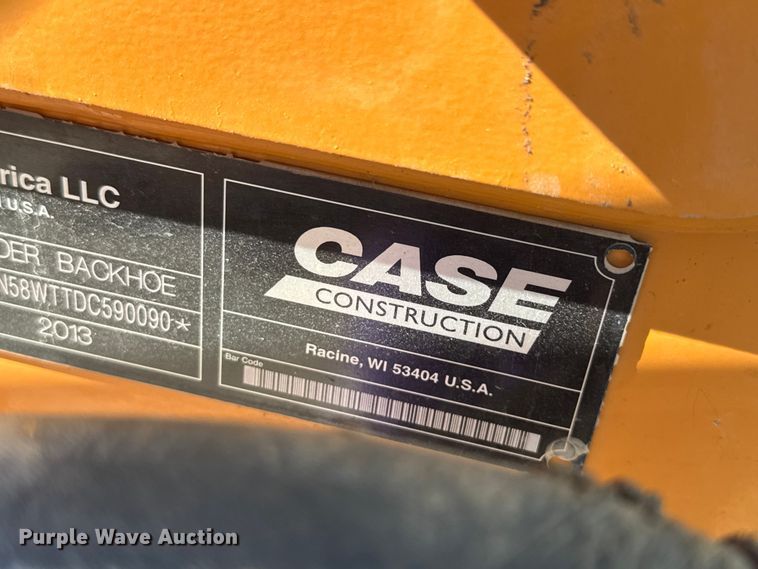 rica LLC
U.S.A.
DER BACKHOE
N58WTTDC590090*
2013
CASE
CONSTRUCTION
Racine, WI 53404 U.S.A.
Bar Code
Purple Wave Auction